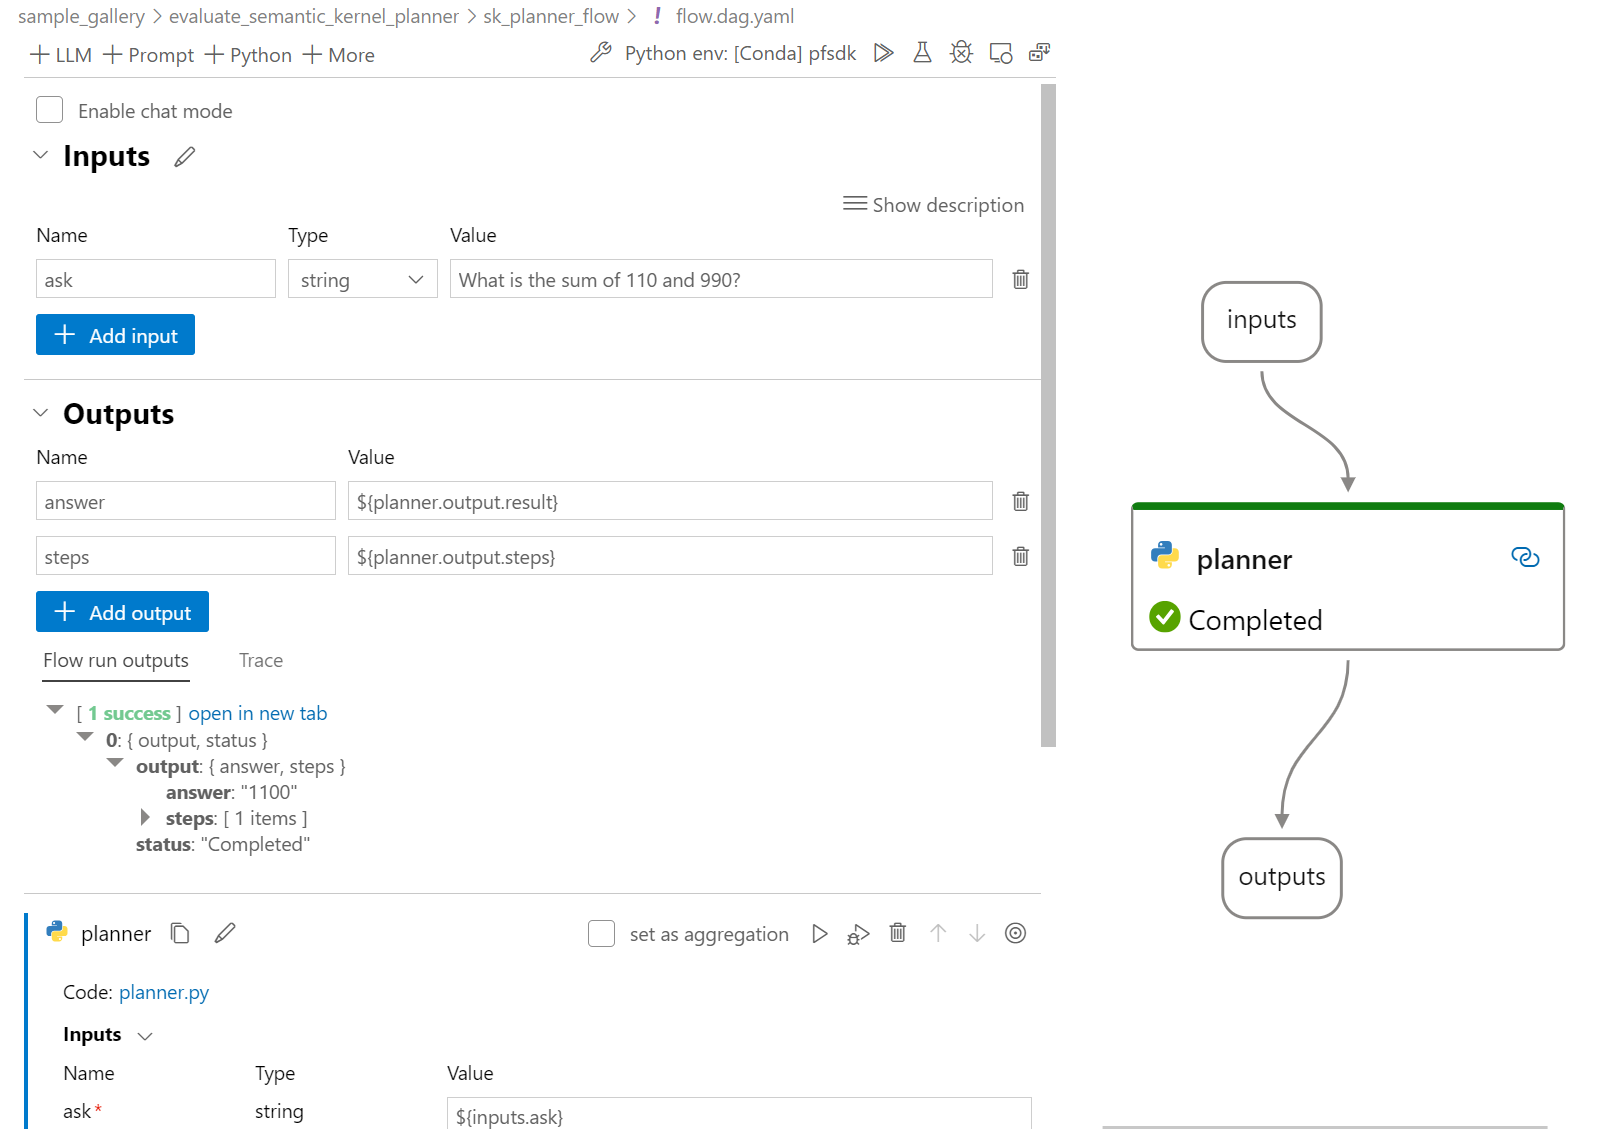 sample_gallery > evaluate_semantic_kernel_planner > sk_planner_flow > ! flow.dag.yaml
+ LLM + Prompt + Python + More
Python env: [Conda] pfsdk
Enable chat mode
Inputs
Show description
Name Type Value
ask string What is the sum of 110 and 990?
+ Add input
Outputs
Name Value
answer ${planner.output.result}
steps ${planner.output.steps}
+ Add output
Flow run outputs Trace
[ 1 success ] open in new tab
0: { output, status }
output: { answer, steps }
answer: "1100"
steps: [ 1 items ]
status: "Completed"
planner
set as aggregation
Code: planner.py
Inputs
Name Type Value
ask* string ${inputs.ask}
inputs
planner
Completed
outputs